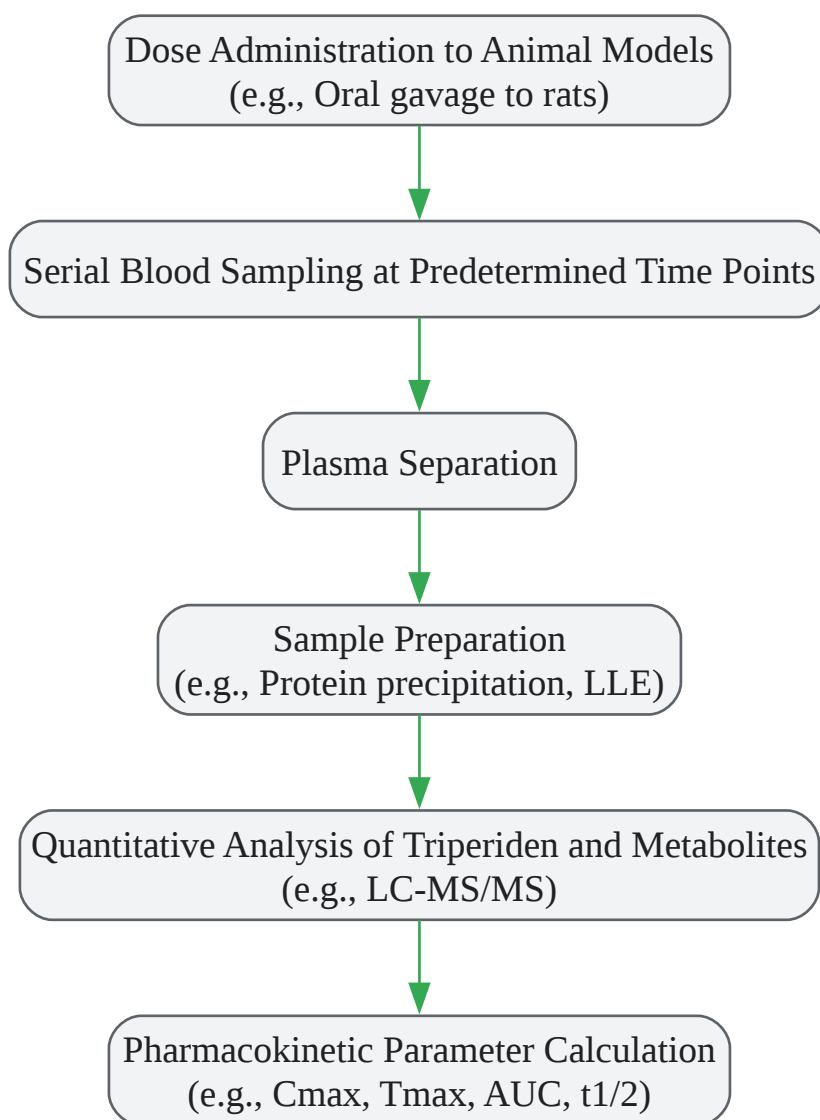 Dose Administration to Animal Models
(e.g., Oral gavage to rats)
Serial Blood Sampling at Predetermined Time Points
Plasma Separation
Sample Preparation
(e.g., Protein precipitation, LLE)
Quantitative Analysis of Triperiden and Metabolites
(e.g., LC-MS/MS)
Pharmacokinetic Parameter Calculation
(e.g., Cmax, Tmax, AUC, t1/2)